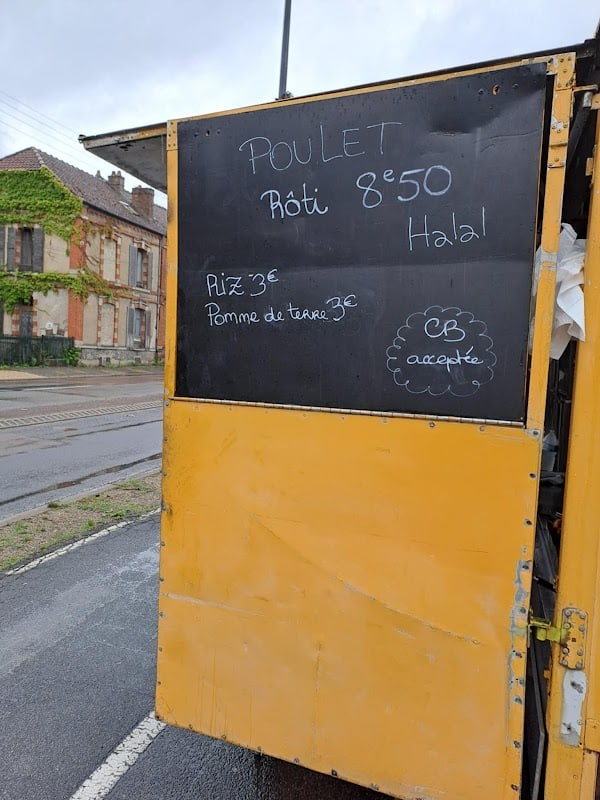 POULET
Rôti 8€50
Halal
Riz 3€
Pomme de terre 3€
CB
acceptée